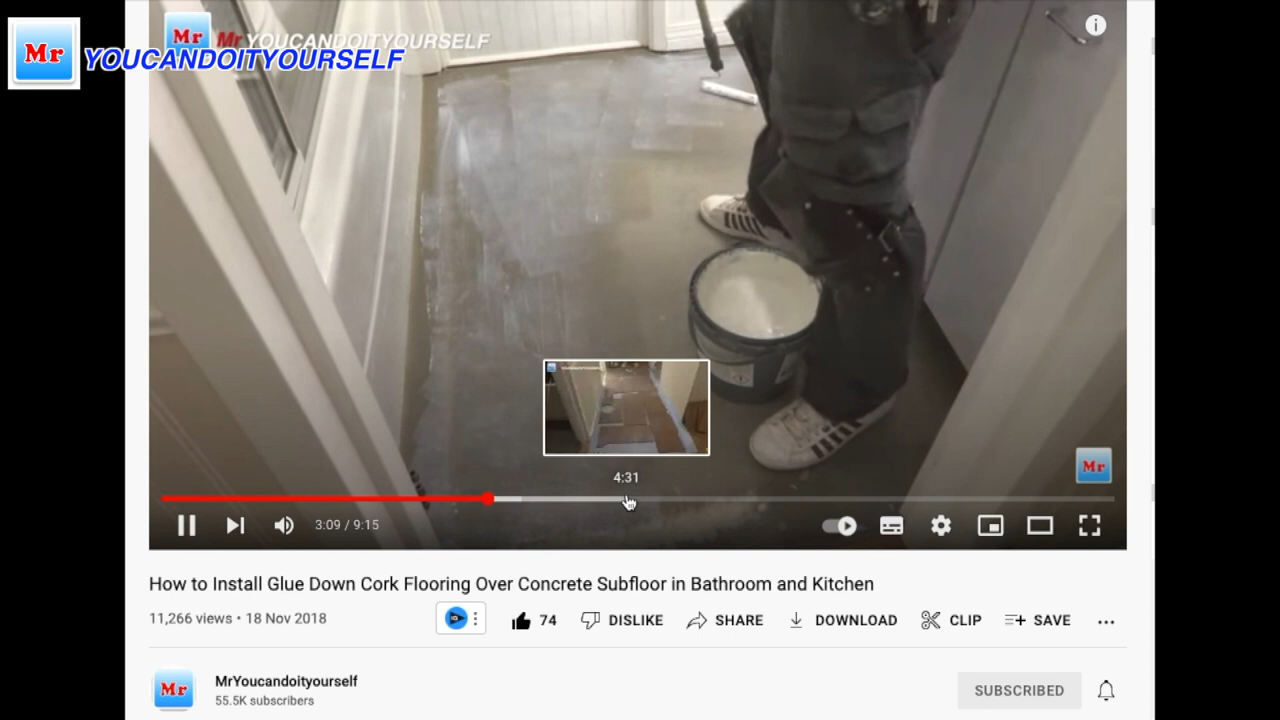 Mr YOUCANDOITYOURSELF
Mr Mr YOUCANDOITYOURSELF
4:31
Mr
3:09 / 9:15
How to Install Glue Down Cork Flooring Over Concrete Subfloor in Bathroom and Kitchen
11,266 views • 18 Nov 2018
74 DISLIKE SHARE DOWNLOAD CLIP SAVE
Mr MrYoucandoityourself
55.5K subscribers
SUBSCRIBED